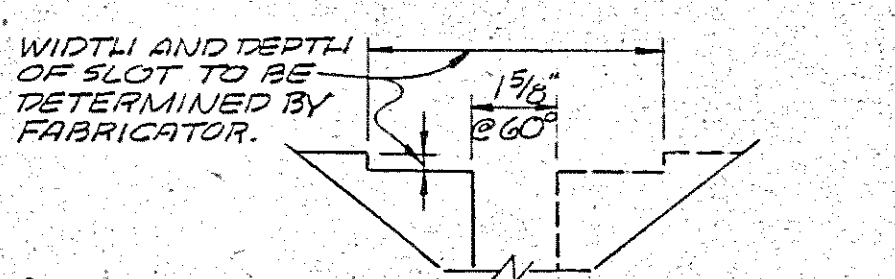 WIDTH AND DEPTH
OF SLOT TO BE
DETERMINED BY
FABRICATOR.
1 5/8"
@ 60°